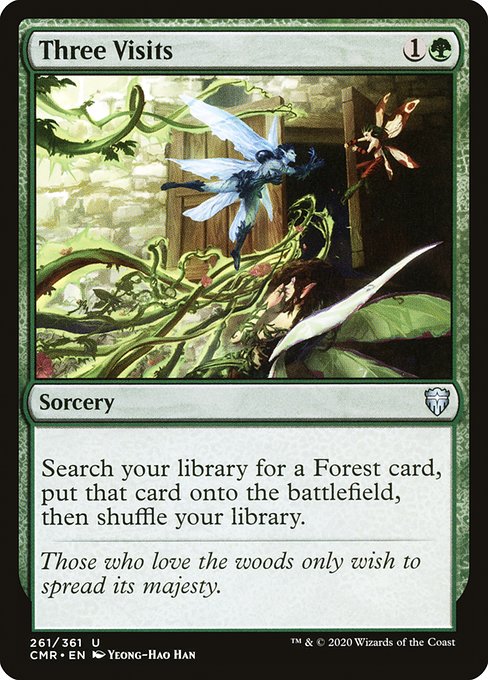 Three Visits 1
Sorcery
Search your library for a Forest card,
put that card onto the battlefield,
then shuffle your library.
Those who love the woods only wish to
spread its majesty.
261/361 U
™ & © 2020 Wizards of the Coast
CMR • EN Yeong-Hao Han